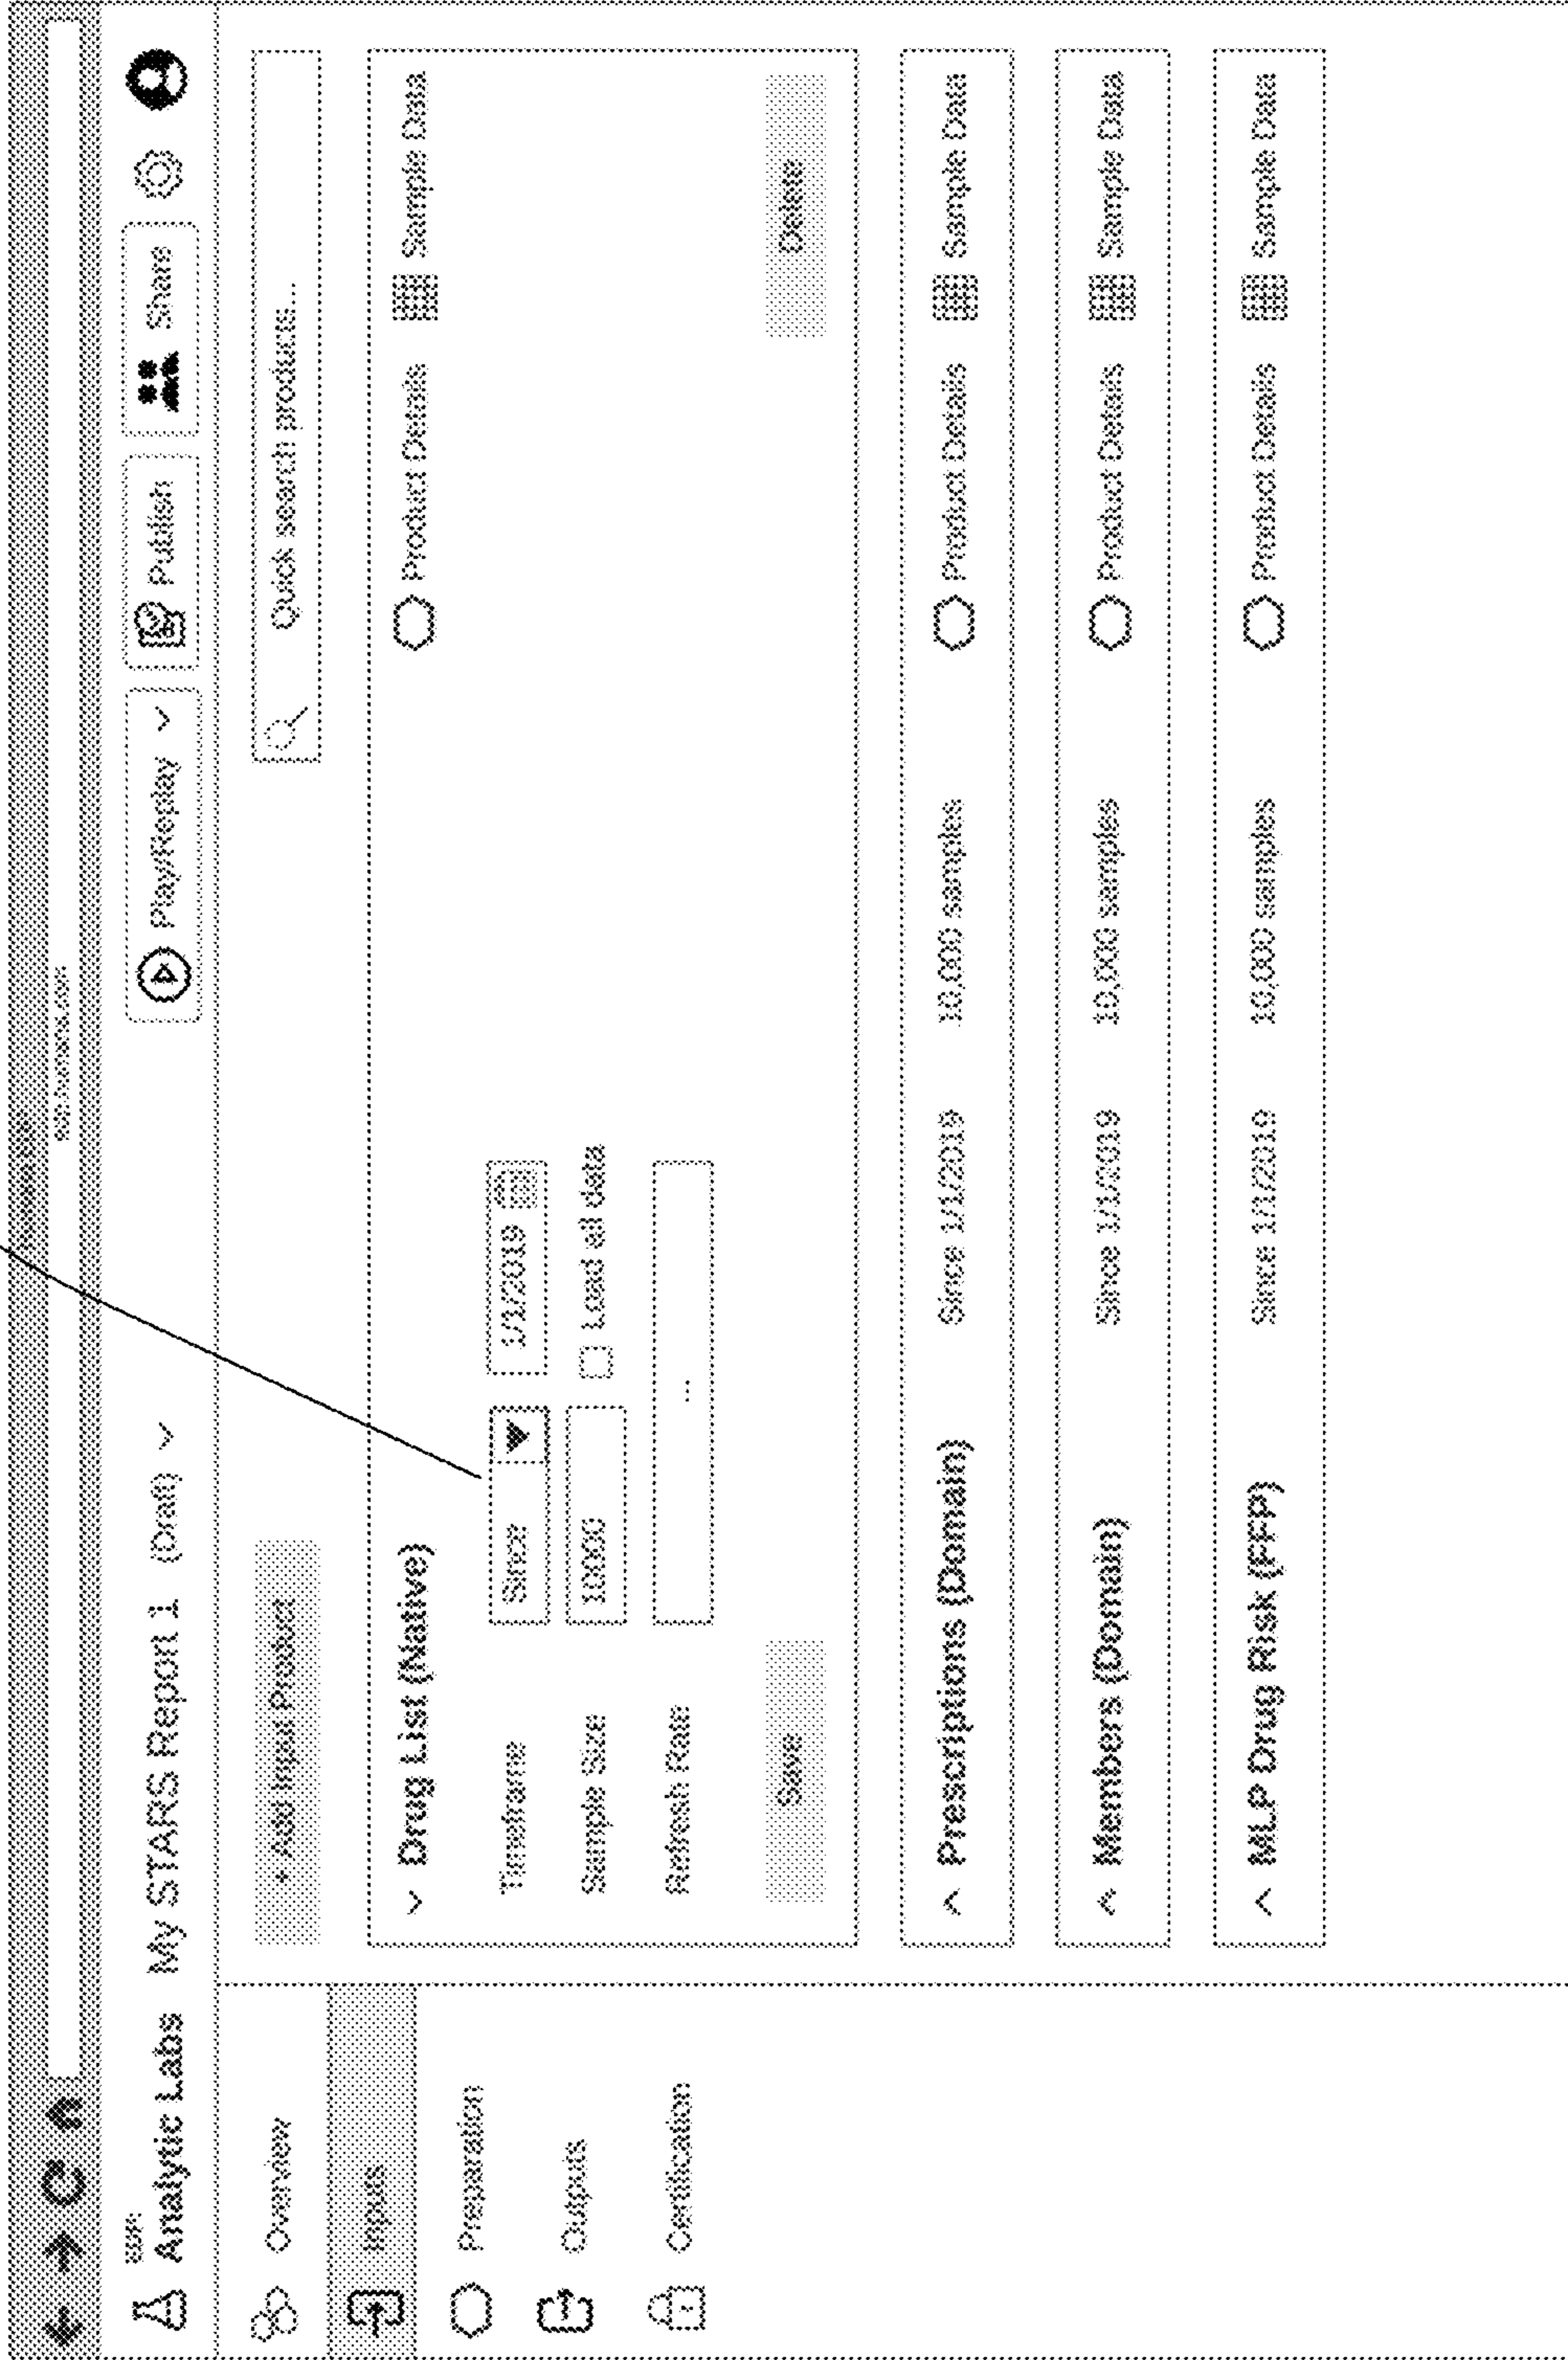 Analytic Labs My STARS Report 1 (Draft) Play/Replay Publish Share
Overview
Inputs
Preparation
Outputs
Certification
+ Add Input Product Quick search products...
Drug List (Native) Product Details Sample Data
Timeframe Since 1/1/2019
Sample Size 10000 Load all data
Refresh Rate ...
Save Delete
Prescriptions (Domain) Since 1/1/2019 10,000 samples Product Details Sample Data
Members (Domain) Since 1/1/2019 10,000 samples Product Details Sample Data
MLP Drug Risk (FFP) Since 1/1/2019 10,000 samples Product Details Sample Data